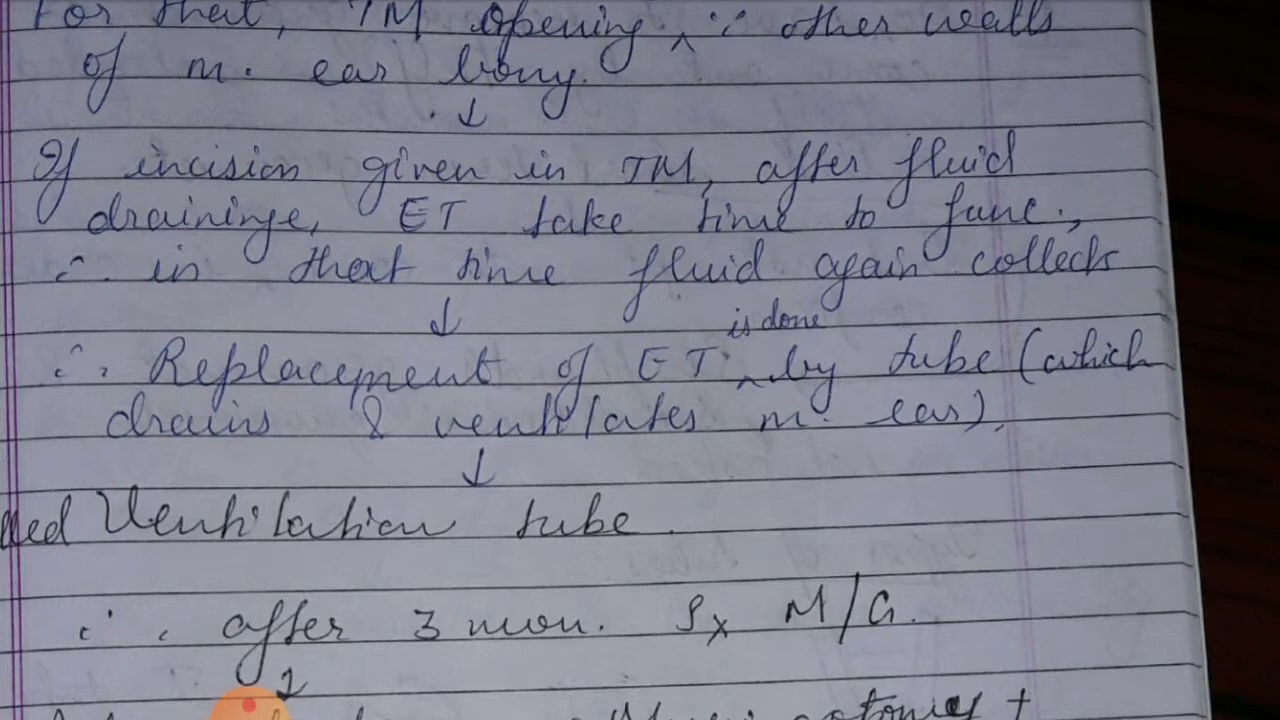 For that, TM opening, ∵ other walls
of m. ear bony.
↓
If incision given in TM, after fluid
draininge, ET take time to func.,
∴ in that time fluid again collects
↓
∴ Replacement of ET ^ is done by tube (which
drains & ventilates m. ear).
↓
Ventilation tube.
∴ after 3 mon. Sx M/G.